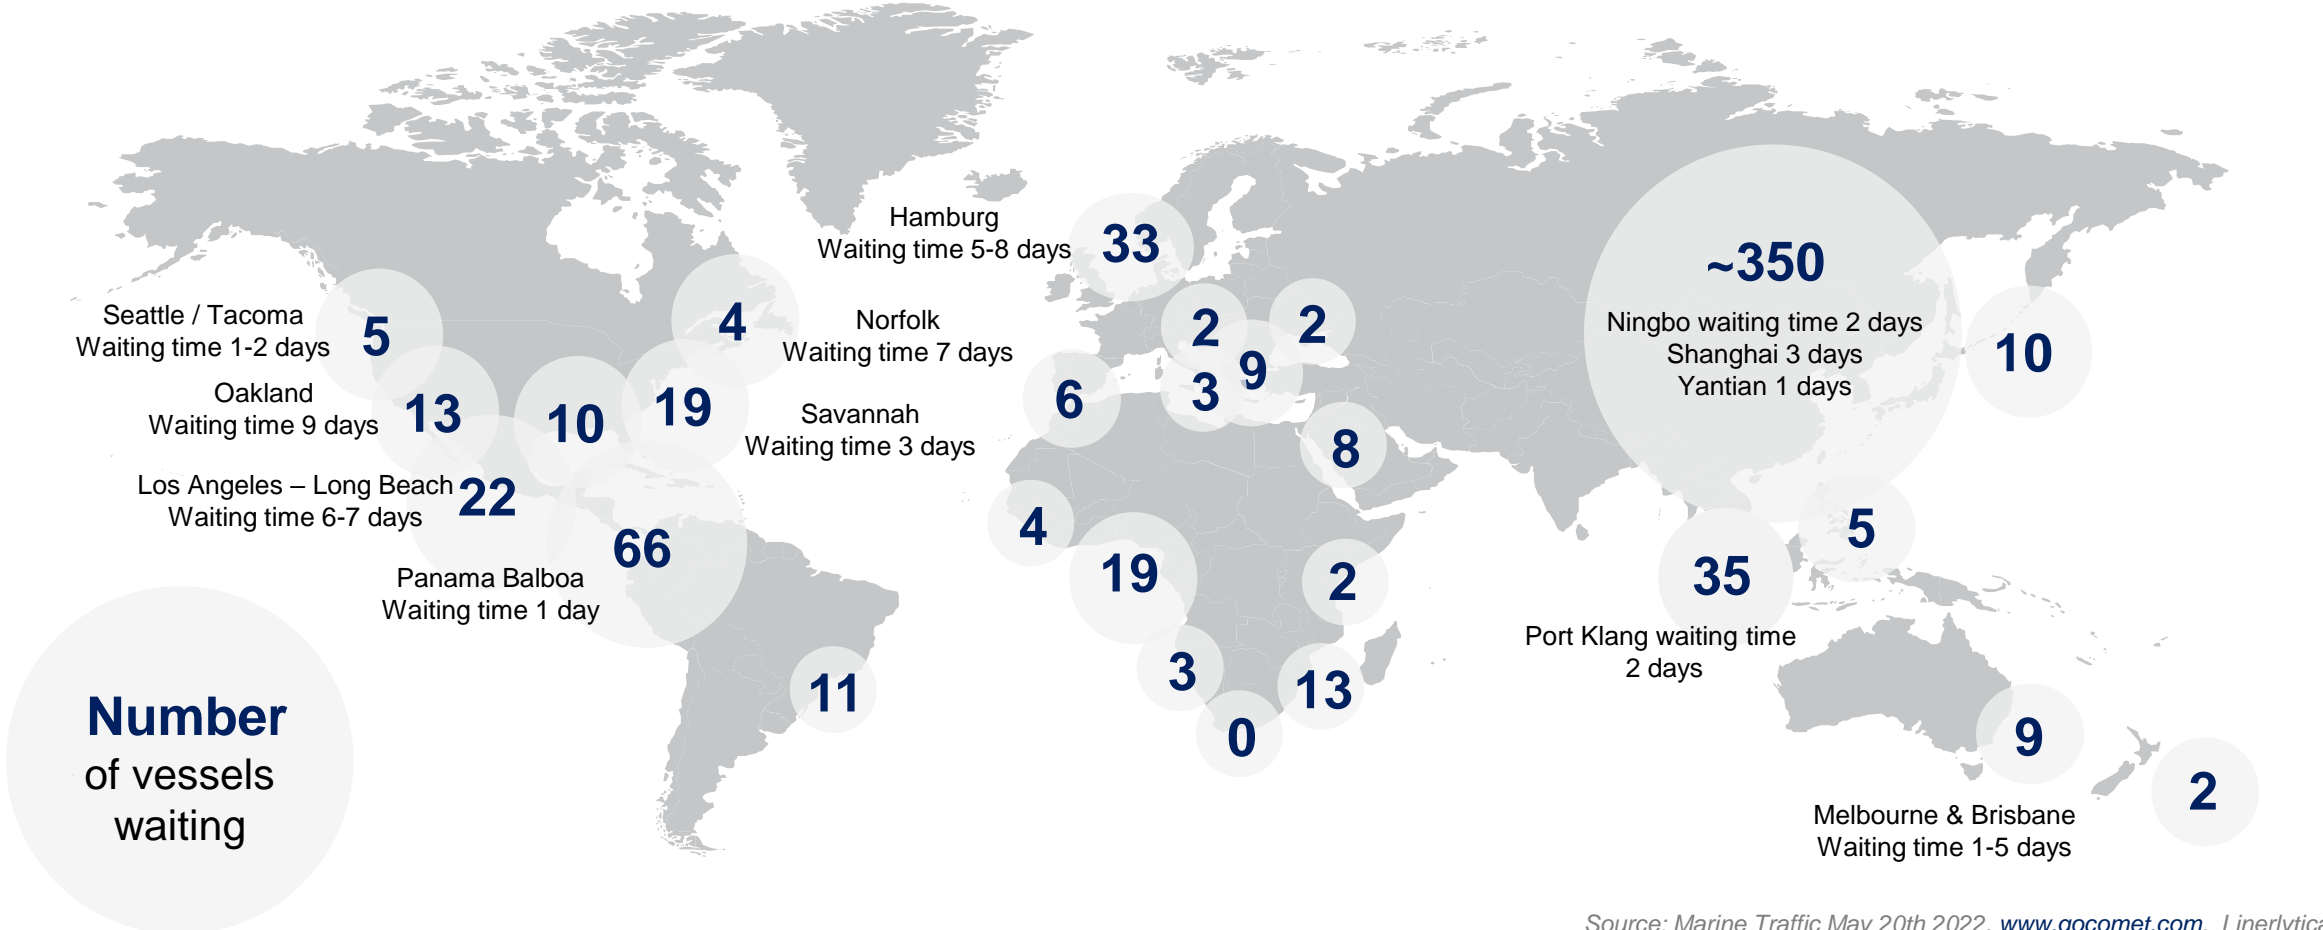 Hamburg
Waiting time 5-8 days
33
~350
Ningbo waiting time 2 days
Shanghai 3 days
Yantian 1 days
10
Seattle / Tacoma
Waiting time 1-2 days
5
4
Norfolk
Waiting time 7 days
2
2
9
3
6
Oakland
Waiting time 9 days
13
10
19
Savannah
Waiting time 3 days
8
Los Angeles – Long Beach
Waiting time 6-7 days
22
66
4
19
2
5
35
Panama Balboa
Waiting time 1 day
Port Klang waiting time
2 days
11
3
13
0
9
2
Number
of vessels
waiting
Melbourne & Brisbane
Waiting time 1-5 days
Source: Marine Traffic May 20th 2022, www.gocomet.com, Linerlytica